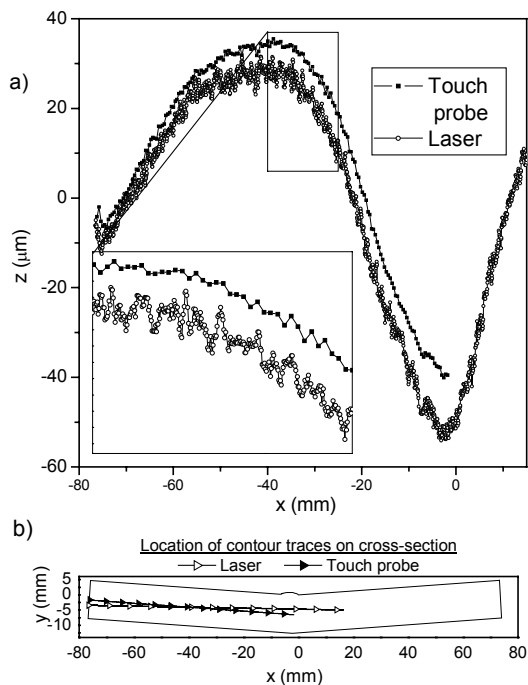 a)
40
20
0
-20
-40
-60
z (μm)
-80 -60 -40 -20 0
x (mm)
Touch
probe
Laser
b)
Location of contour traces on cross-section
Laser Touch probe
5
0
-5
-10
y (mm)
-80 -60 -40 -20 0 20 40 60 80
x (mm)